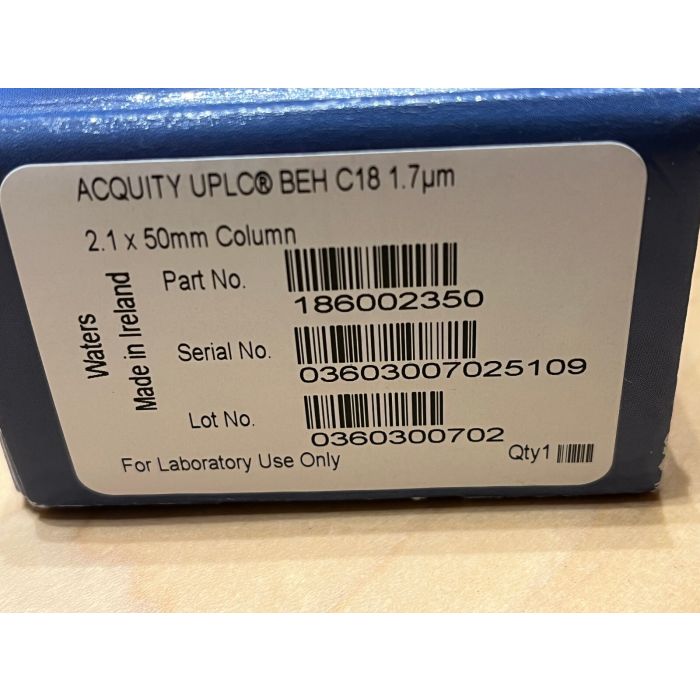 ACQUITY UPLC® BEH C18 1.7µm
2.1 x 50mm Column
Waters
Made in Ireland
Part No.
186002350
Serial No.
03603007025109
Lot No.
0360300702
For Laboratory Use Only
Qty1